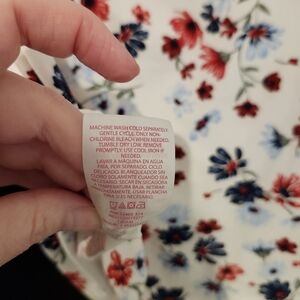 MACHINE WASH COLD SEPARATELY,
GENTLE CYCLE, ONLY NON-
CHLORINE BLEACH WHEN NEEDED,
TUMBLE DRY LOW, REMOVE
PROMPTLY. USE COOL IRON IF
NEEDED.
LAVAR A MÁQUINA EN AGUA
FRÍA, POR SEPARADO, CICLO
DELICADO, BLANQUEADOR SIN
CLORO SOLAMENTE CUANDO SEA
NECESARIO, SECAR EN SECADORA
A TEMPERATURA BAJA, RETIRAR
INMEDIATAMENTE. USAR PLANCHA
TIBIA SI ES NECESARIO.